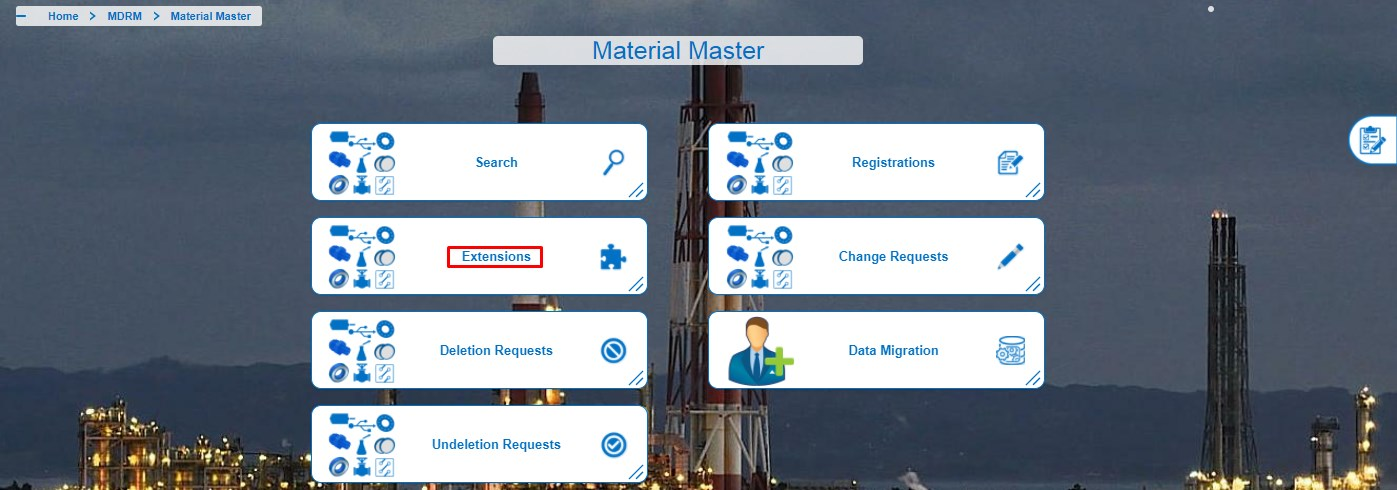 Home > MDRM > Material Master
Material Master
Search
Registrations
Extensions
Change Requests
Deletion Requests
Data Migration
Undeletion Requests